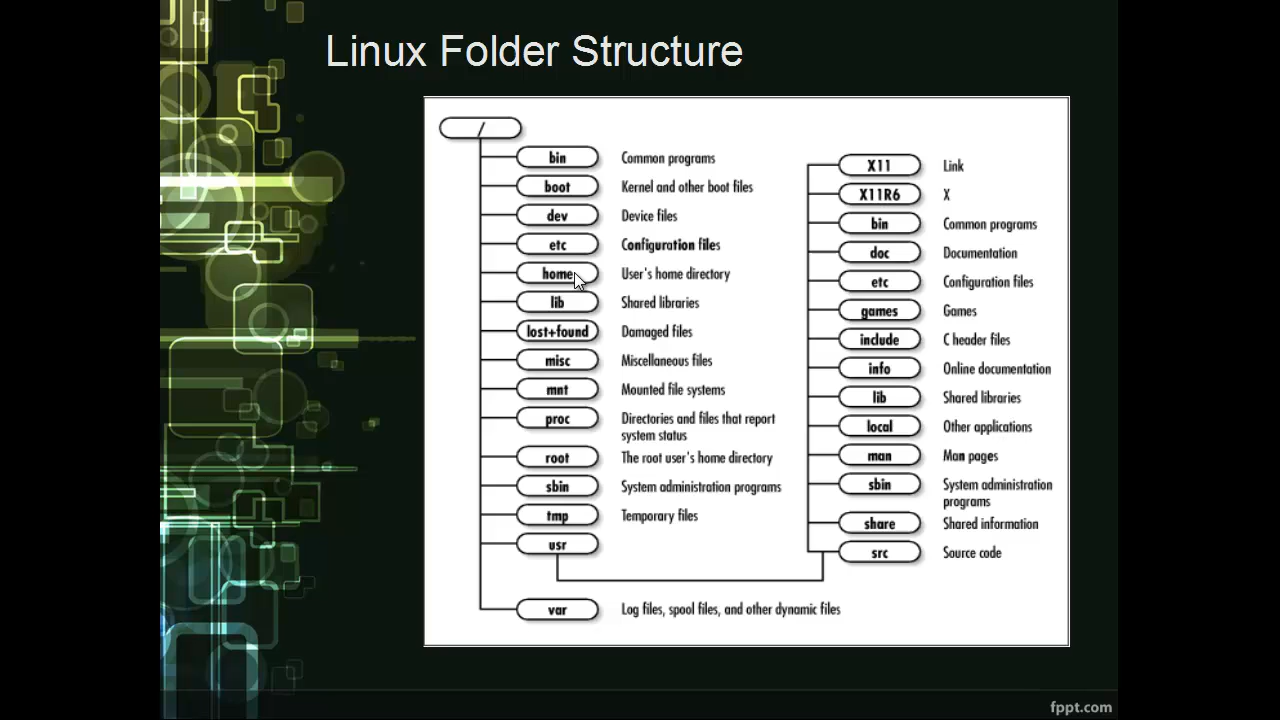 Linux Folder Structure
/
bin Common programs
boot Kernel and other boot files
dev Device files
etc Configuration files
home User's home directory
lib Shared libraries
lost+found Damaged files
misc Miscellaneous files
mnt Mounted file systems
proc Directories and files that report
system status
root The root user's home directory
sbin System administration programs
tmp Temporary files
usr
var Log files, spool files, and other dynamic files
X11 Link
X11R6 X
bin Common programs
doc Documentation
etc Configuration files
games Games
include C header files
info Online documentation
lib Shared libraries
local Other applications
man Man pages
sbin System administration
programs
share Shared information
src Source code
fppt.com